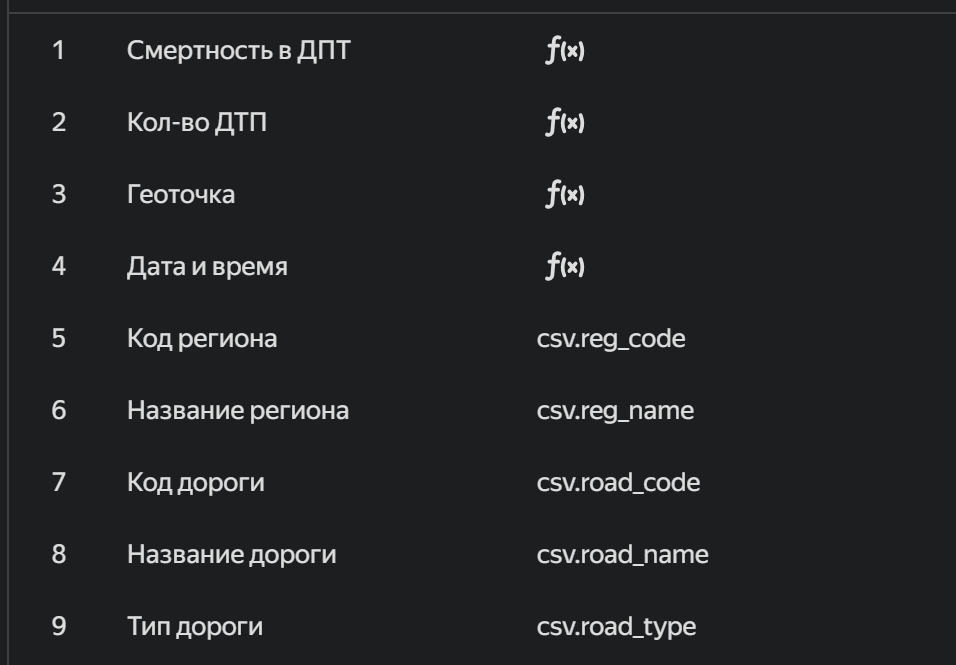 1 Смертность в ДПТ f(x)
2 Кол-во ДТП f(x)
3 Геоточка f(x)
4 Дата и время f(x)
5 Код региона csv.reg_code
6 Название региона csv.reg_name
7 Код дороги csv.road_code
8 Название дороги csv.road_name
9 Тип дороги csv.road_type